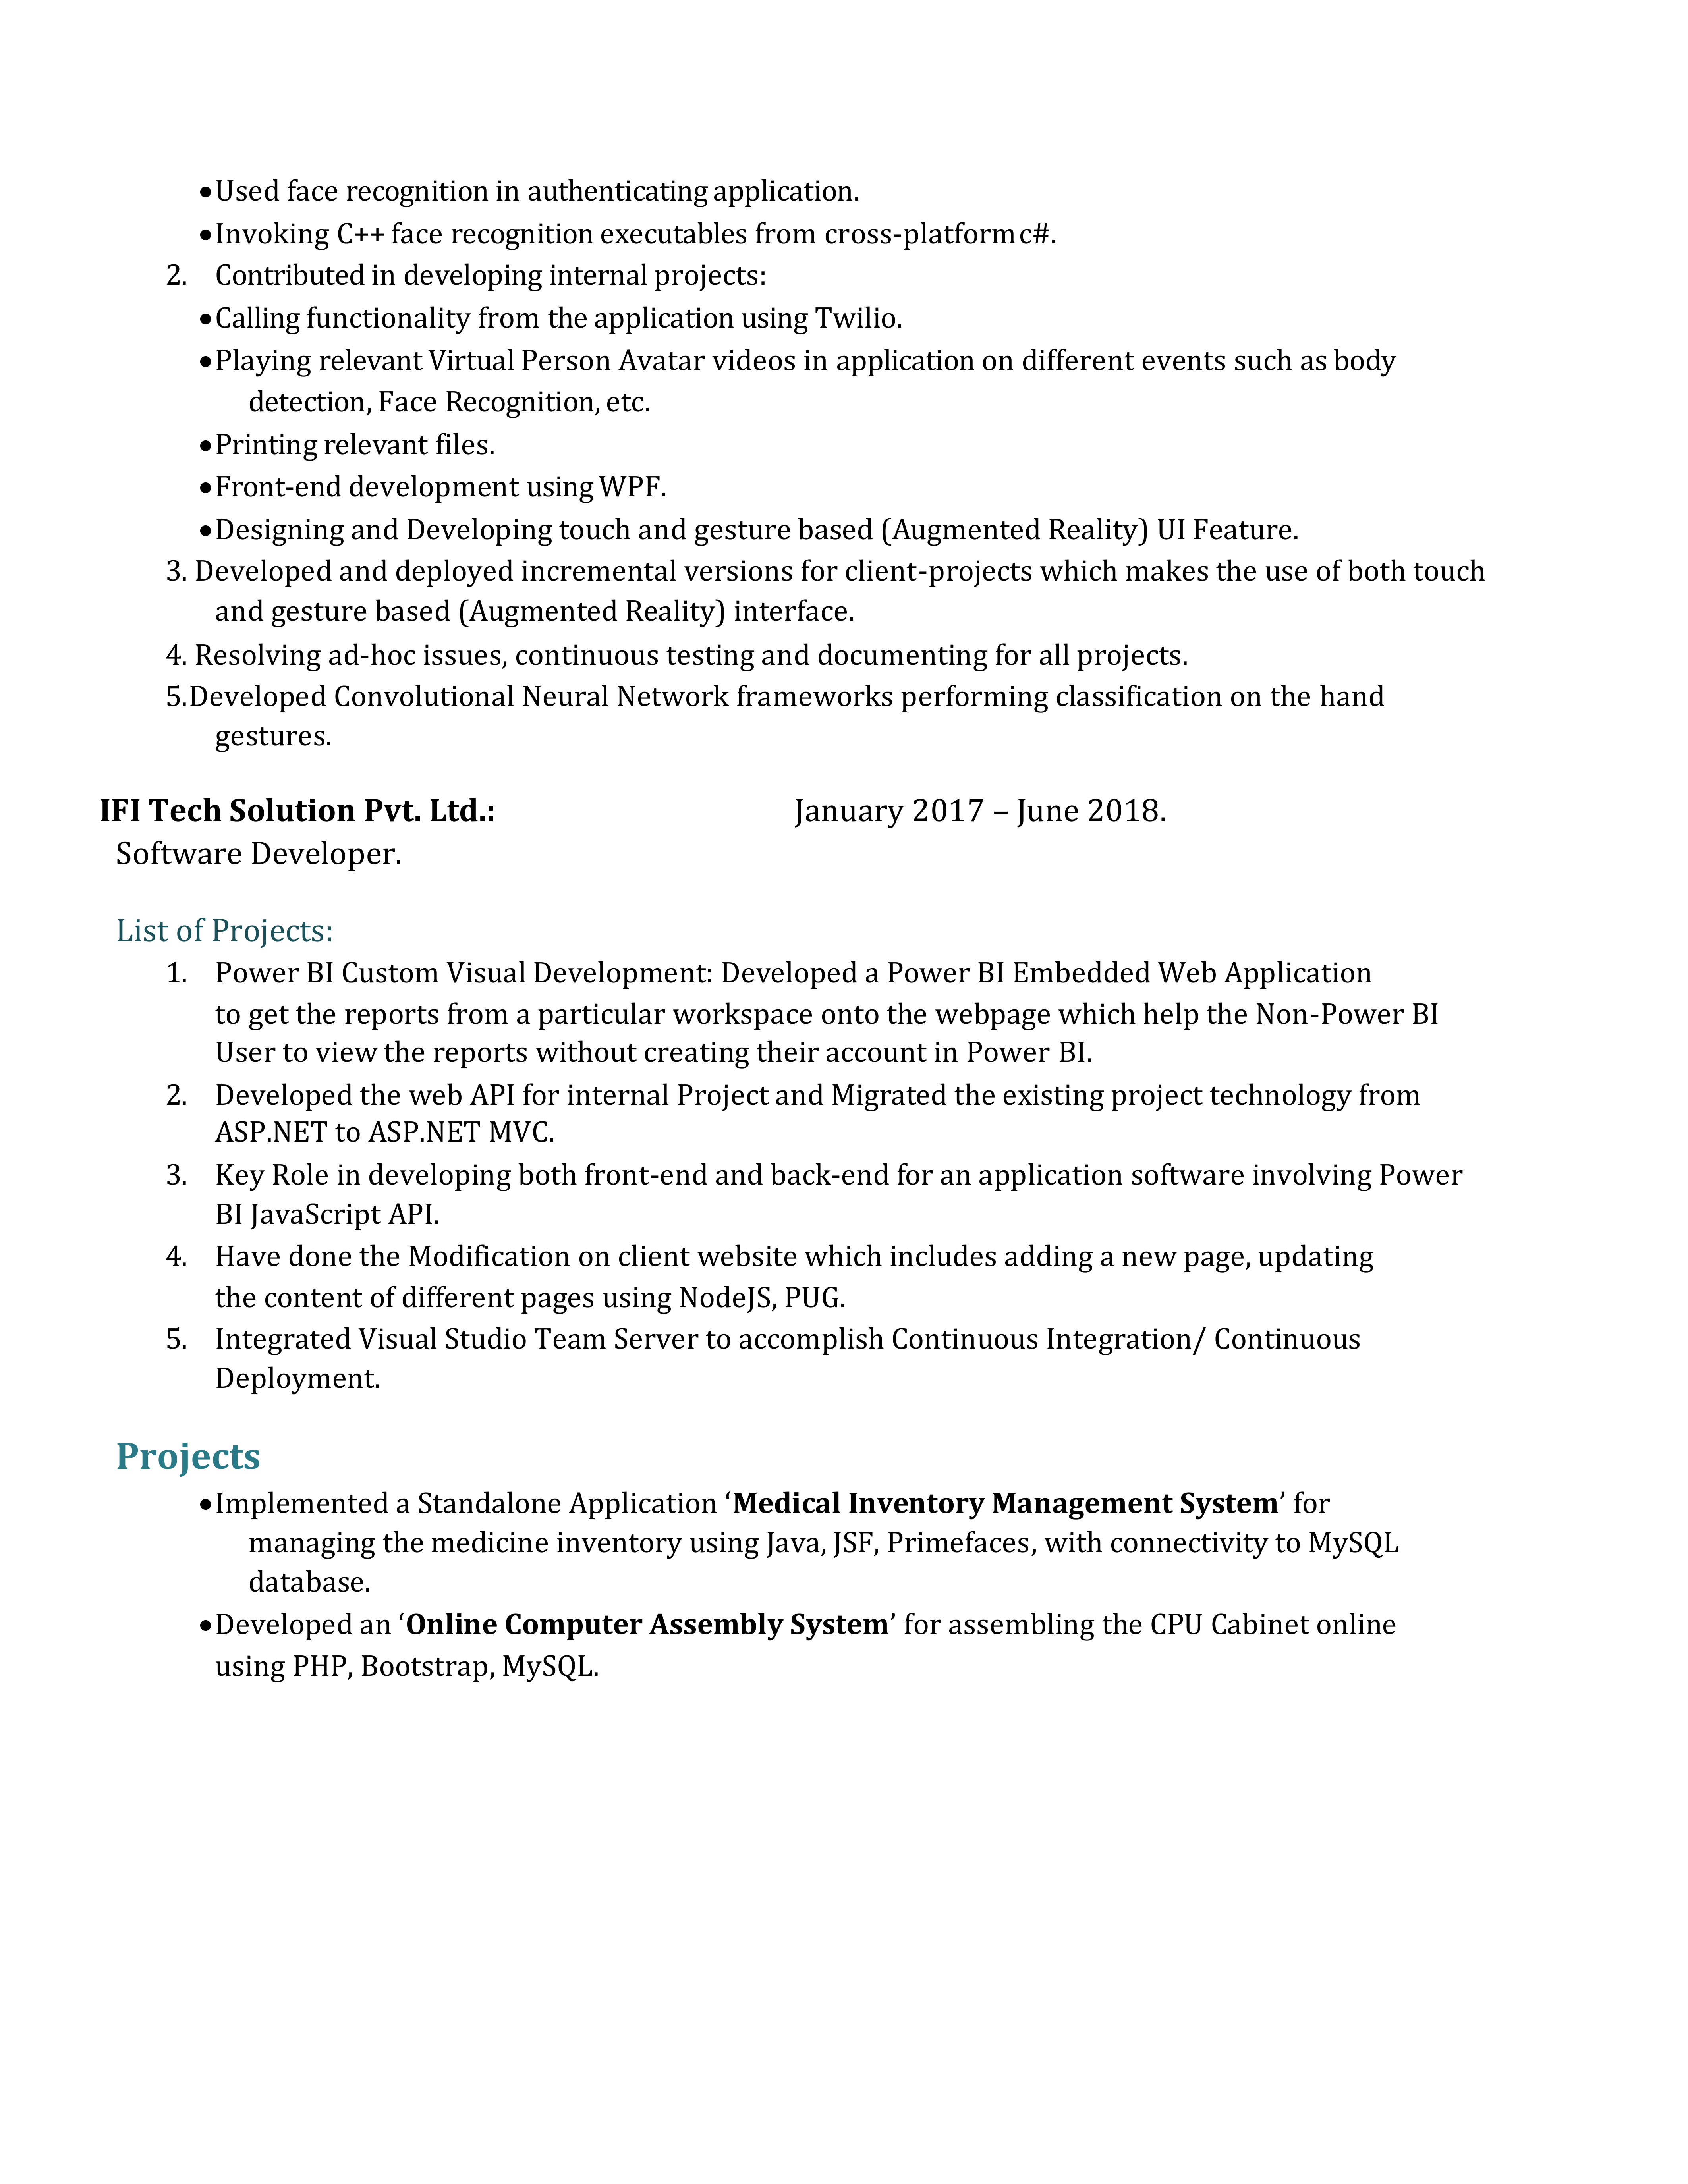 •Used face recognition in authenticating application.
•Invoking C++ face recognition executables from cross-platform c#.
2. Contributed in developing internal projects:
•Calling functionality from the application using Twilio.
•Playing relevant Virtual Person Avatar videos in application on different events such as body
detection, Face Recognition, etc.
•Printing relevant files.
•Front-end development using WPF.
•Designing and Developing touch and gesture based (Augmented Reality) UI Feature.
3. Developed and deployed incremental versions for client-projects which makes the use of both touch
and gesture based (Augmented Reality) interface.
4. Resolving ad-hoc issues, continuous testing and documenting for all projects.
5.Developed Convolutional Neural Network frameworks performing classification on the hand
gestures.
IFI Tech Solution Pvt. Ltd.: January 2017 – June 2018.
Software Developer.
List of Projects:
1. Power BI Custom Visual Development: Developed a Power BI Embedded Web Application
to get the reports from a particular workspace onto the webpage which help the Non-Power BI
User to view the reports without creating their account in Power BI.
2. Developed the web API for internal Project and Migrated the existing project technology from
ASP.NET to ASP.NET MVC.
3. Key Role in developing both front-end and back-end for an application software involving Power
BI JavaScript API.
4. Have done the Modification on client website which includes adding a new page, updating
the content of different pages using NodeJS, PUG.
5. Integrated Visual Studio Team Server to accomplish Continuous Integration/ Continuous
Deployment.
Projects
•Implemented a Standalone Application ‘Medical Inventory Management System’ for
managing the medicine inventory using Java, JSF, Primefaces, with connectivity to MySQL
database.
•Developed an ‘Online Computer Assembly System’ for assembling the CPU Cabinet online
using PHP, Bootstrap, MySQL.